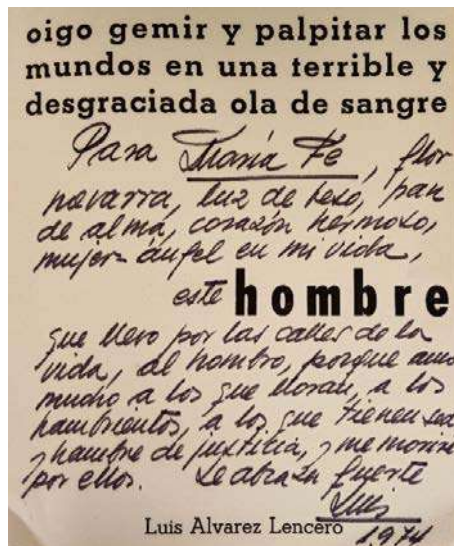 oigo gemir y palpitar los
mundos en una terrible y
desgraciada ola de sangre
Para María Fe, flor
navarra, luz de beso, pan
de alma, corazón hermoso,
mujer-ángel en mi vida,
este hombre
que llevo por las calles de la
vida, al hombro, porque amo
mucho a los que lloran, a los
hambrientos, a los que tienen sed
y hambre de justicia, y me moriré
por ellos. Le abraza fuerte
Luis
Luis Alvarez Lencero 1974